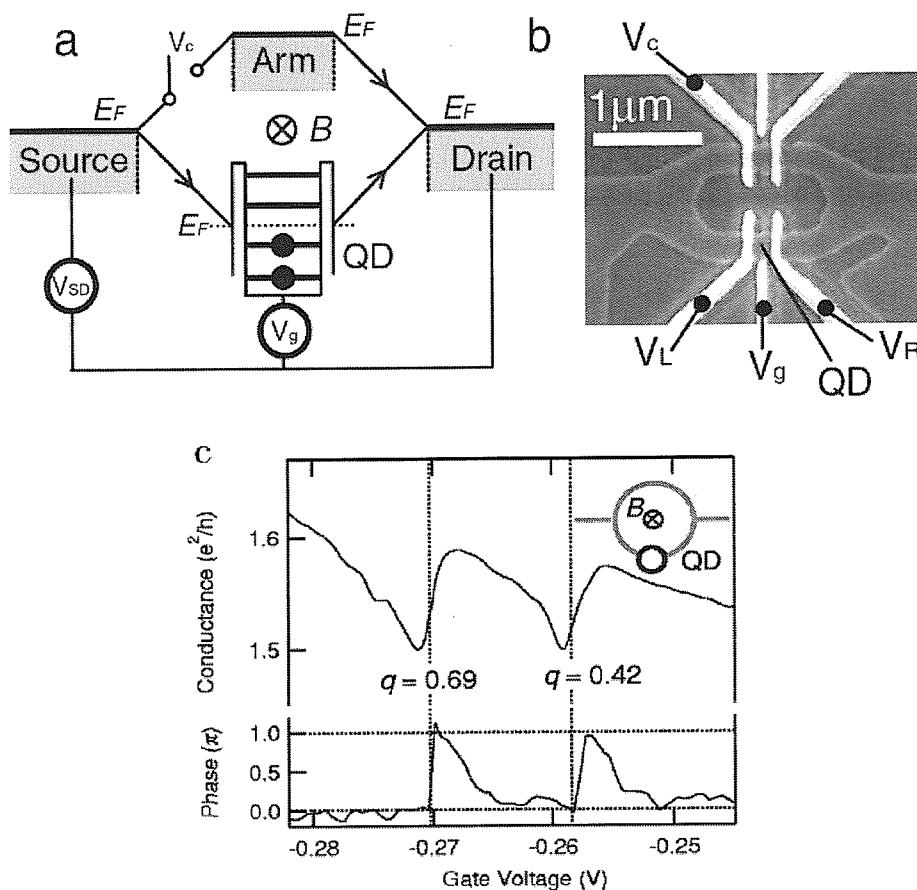 a
V_c
E_F
Arm
E_F
B
Source
Drain
E_F
QD
V_SD
V_g
b
V_c
1μm
V_L
V_g
QD
V_R
c
Conductance (e²/h)
1.6
1.5
B
QD
q = 0.69
q = 0.42
Phase (π)
1.0
0.5
0.0
-0.28
-0.27
-0.26
-0.25
Gate Voltage (V)